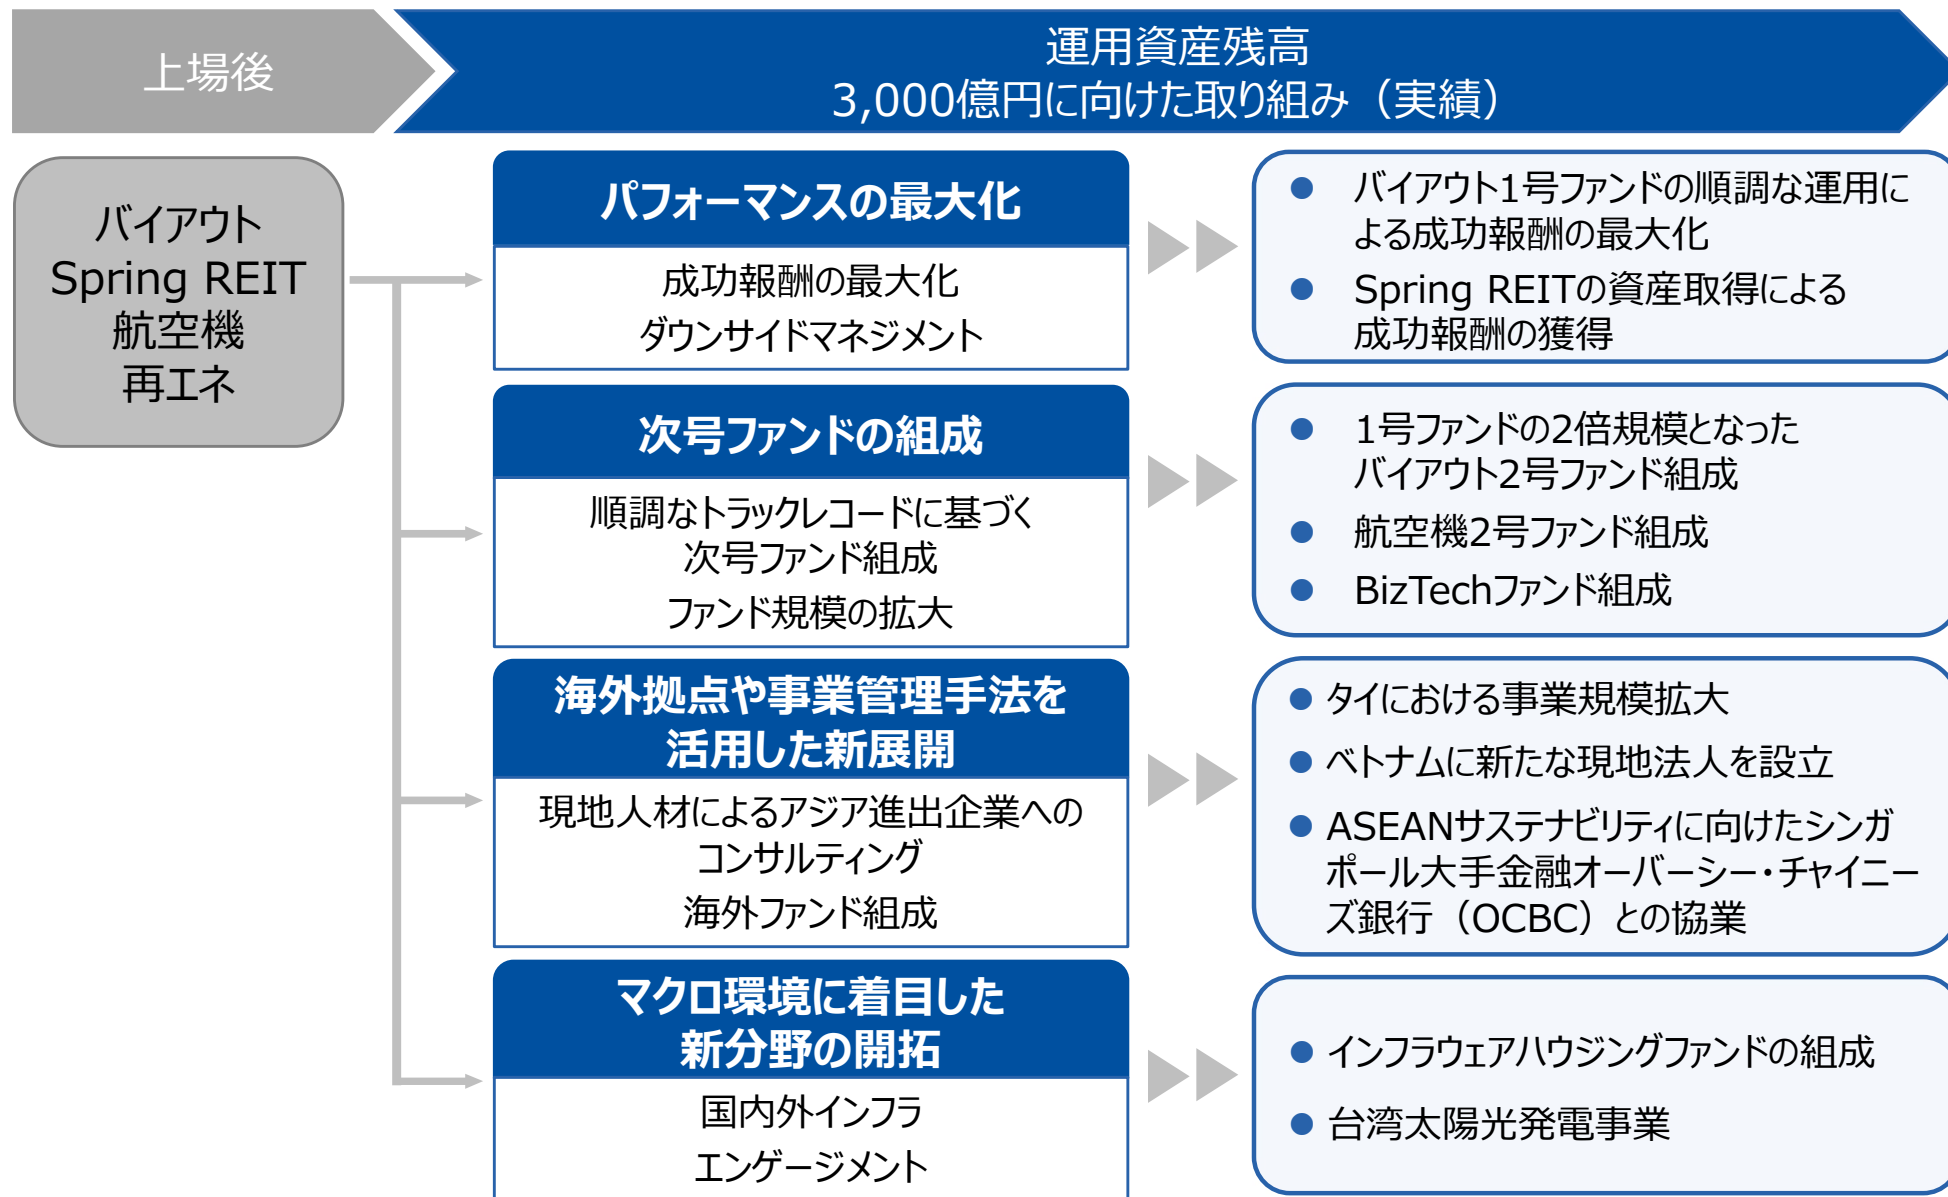 上場後
運用資産残高
3,000億円に向けた取り組み（実績）
バイアウト
Spring REIT
航空機
再エネ
パフォーマンスの最大化
成功報酬の最大化
ダウンサイドマネジメント
● バイアウト1号ファンドの順調な運用に
よる成功報酬の最大化
● Spring REITの資産取得による
成功報酬の獲得
次号ファンドの組成
順調なトラックレコードに基づく
次号ファンド組成
ファンド規模の拡大
● 1号ファンドの2倍規模となった
バイアウト2号ファンド組成
● 航空機2号ファンド組成
● BizTechファンド組成
海外拠点や事業管理手法を
活用した新展開
現地人材によるアジア進出企業への
コンサルティング
海外ファンド組成
● タイにおける事業規模拡大
● ベトナムに新たな現地法人を設立
● ASEANサステナビリティに向けたシンガ
ポール大手金融オーバーシー・チャイニー
ズ銀行（OCBC）との協業
マクロ環境に着目した
新分野の開拓
国内外インフラ
エンゲージメント
● インフラウェアハウジングファンドの組成
● 台湾太陽光発電事業